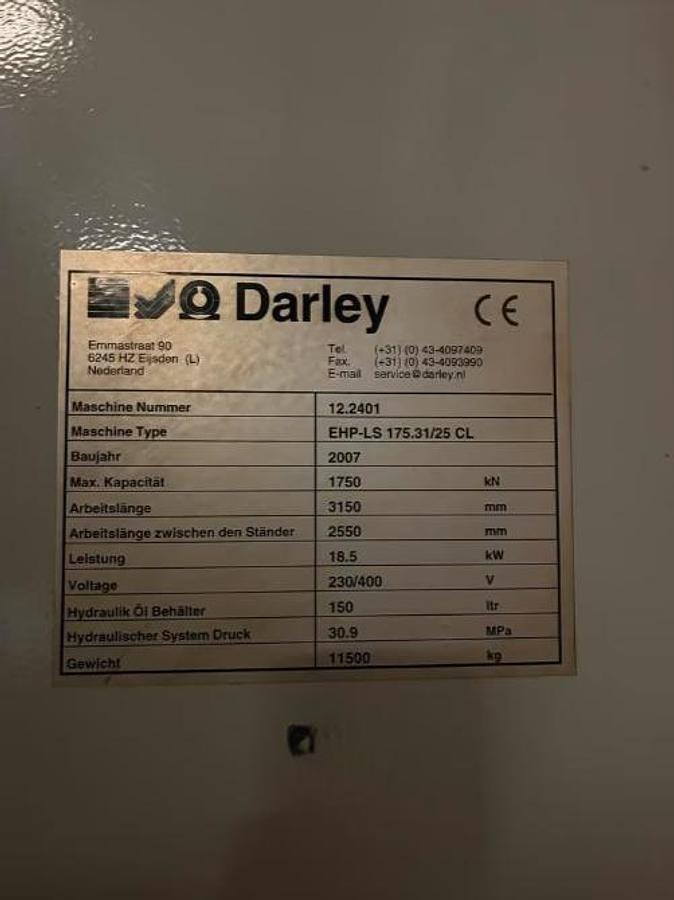 Darley CE
Emmastraat 90
6245 HZ Eijsden (L)
Nederland
Tel. (+31) (0) 43-4097409
Fax. (+31) (0) 43-4093990
E-mail service@darley.nl
Maschine Nummer 12.2401
Maschine Type EHP-LS 175.31/25 CL
Baujahr 2007
Max. Kapacität 1750 kN
Arbeitslänge 3150 mm
Arbeitslänge zwischen den Ständer 2550 mm
Leistung 18.5 kW
Voltage 230/400 V
Hydraulik Öl Behälter 150 ltr
Hydraulischer System Druck 30.9 MPa
Gewicht 11500 kg